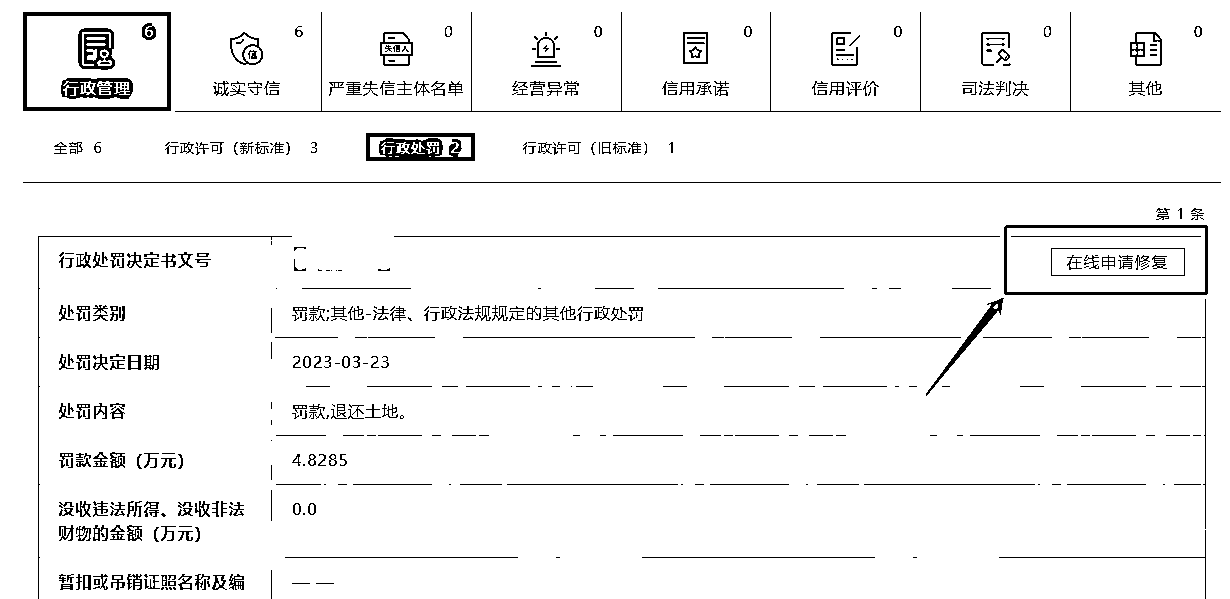 6 6 0 0 0 0 0 0
失信人
信
行政管理 诚实守信 严重失信主体名单 经营异常 信用承诺 信用评价 司法判决 其他
全部 6 行政许可（新标准） 3 行政处罚 2 行政许可（旧标准） 1
第 1 条
行政处罚决定书文号 在线申请修复
处罚类别 罚款;其他-法律、行政法规规定的其他行政处罚
处罚决定日期 2023-03-23
处罚内容 罚款,退还土地。
罚款金额（万元） 4.8285
没收违法所得、没收非法 0.0
财物的金额（万元）
暂扣或吊销证照名称及编 — —